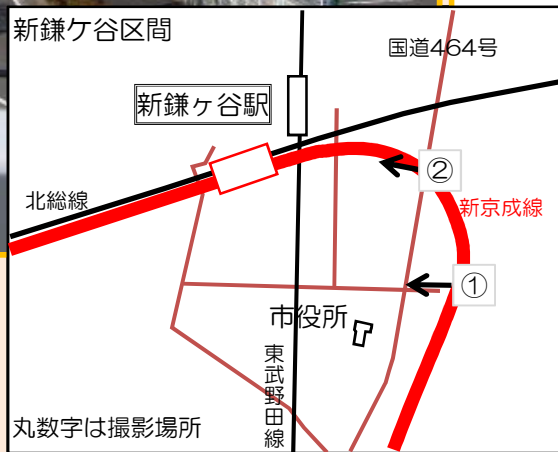 新鎌ケ谷区間
国道464号
新鎌ヶ谷駅
②
北総線
新京成線
①
市役所
東武野田線
丸数字は撮影場所